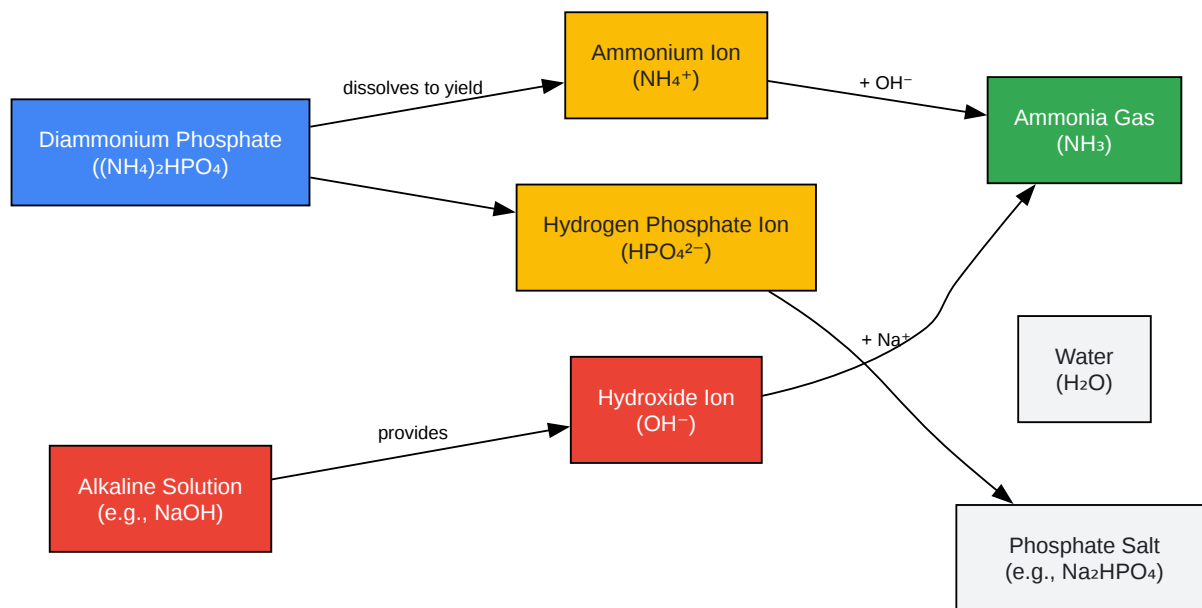 Diammonium Phosphate
((NH₄)₂HPO₄)
dissolves to yield
Ammonium Ion
(NH₄⁺)
+ OH⁻
Ammonia Gas
(NH₃)
Hydrogen Phosphate Ion
(HPO₄²⁻)
+ Na⁺
Water
(H₂O)
Hydroxide Ion
(OH⁻)
provides
Alkaline Solution
(e.g., NaOH)
Phosphate Salt
(e.g., Na₂HPO₄)